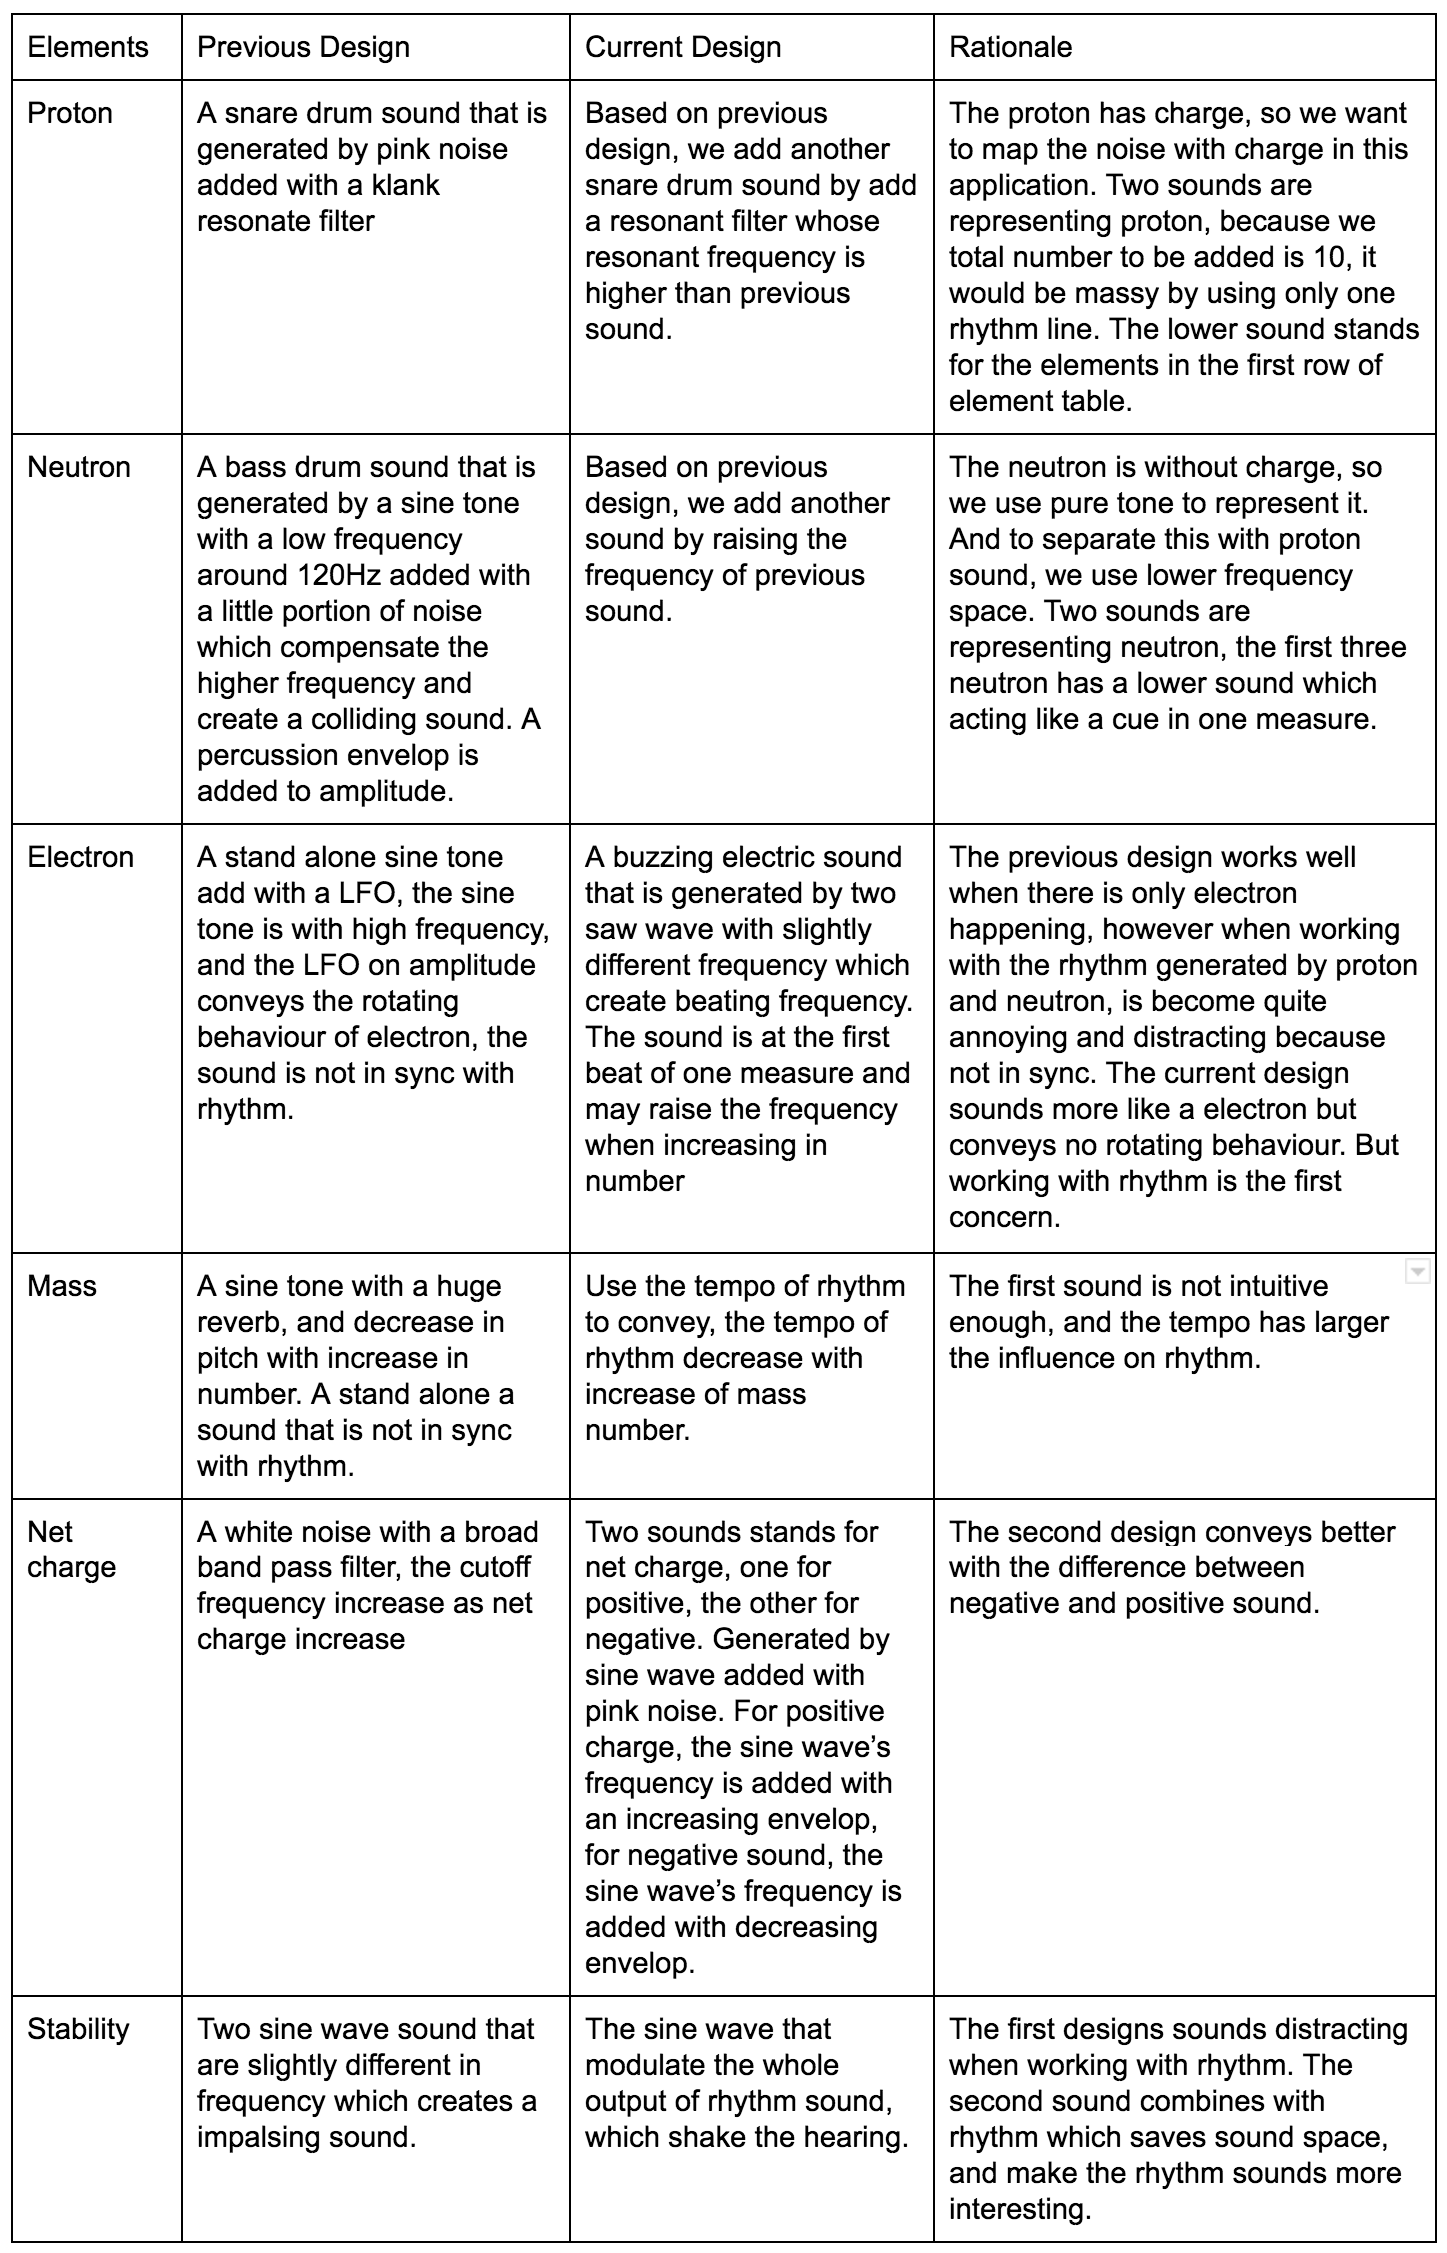 Elements
Previous Design
Current Design
Rationale
Proton
A snare drum sound that is
generated by pink noise
added with a klank
resonate filter
Based on previous
design, we add another
snare drum sound by add
a resonant filter whose
resonant frequency is
higher than previous
sound.
The proton has charge, so we want
to map the noise with charge in this
application. Two sounds are
representing proton, because we
total number to be added is 10, it
would be massy by using only one
rhythm line. The lower sound stands
for the elements in the first row of
element table.
Neutron
A bass drum sound that is
generated by a sine tone
with a low frequency
around 120Hz added with
a little portion of noise
which compensate the
higher frequency and
create a colliding sound. A
percussion envelop is
added to amplitude.
Based on previous
design, we add another
sound by raising the
frequency of previous
sound.
The neutron is without charge, so
we use pure tone to represent it.
And to separate this with proton
sound, we use lower frequency
space. Two sounds are
representing neutron, the first three
neutron has a lower sound which
acting like a cue in one measure.
Electron
A stand alone sine tone
add with a LFO, the sine
tone is with high frequency,
and the LFO on amplitude
conveys the rotating
behaviour of electron, the
sound is not in sync with
rhythm.
A buzzing electric sound
that is generated by two
saw wave with slightly
different frequency which
create beating frequency.
The sound is at the first
beat of one measure and
may raise the frequency
when increasing in
number
The previous design works well
when there is only electron
happening, however when working
with the rhythm generated by proton
and neutron, is become quite
annoying and distracting because
not in sync. The current design
sounds more like a electron but
conveys no rotating behaviour. But
working with rhythm is the first
concern.
Mass
A sine tone with a huge
reverb, and decrease in
pitch with increase in
number. A stand alone a
sound that is not in sync
with rhythm.
Use the tempo of rhythm
to convey, the tempo of
rhythm decrease with
increase of mass
number.
The first sound is not intuitive
enough, and the tempo has larger
the influence on rhythm.
Net
charge
A white noise with a broad
band pass filter, the cutoff
frequency increase as net
charge increase
Two sounds stands for
net charge, one for
positive, the other for
negative. Generated by
sine wave added with
pink noise. For positive
charge, the sine wave’s
frequency is added with
an increasing envelop,
for negative sound, the
sine wave’s frequency is
added with decreasing
envelop.
The second design conveys better
with the difference between
negative and positive sound.
Stability
Two sine wave sound that
are slightly different in
frequency which creates a
impalsing sound.
The sine wave that
modulate the whole
output of rhythm sound,
which shake the hearing.
The first designs sounds distracting
when working with rhythm. The
second sound combines with
rhythm which saves sound space,
and make the rhythm sounds more
interesting.